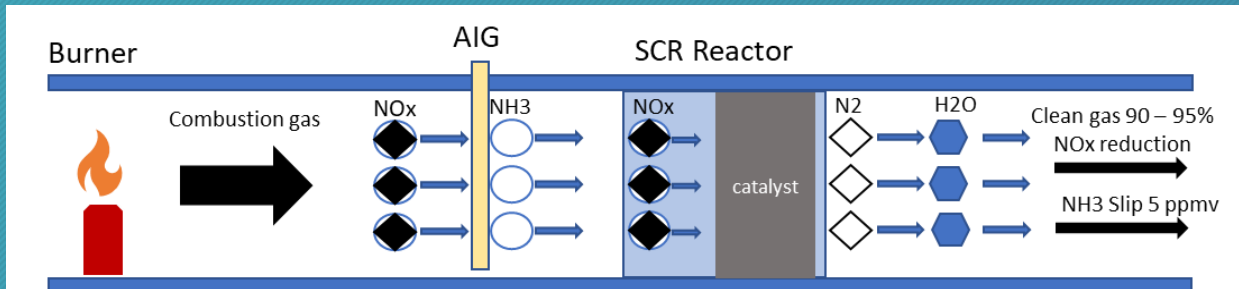 Burner
AIG
SCR Reactor
Combustion gas
NOx
NH3
NOx
catalyst
N2
H2O
Clean gas 90 – 95%
NOx reduction
NH3 Slip 5 ppmv